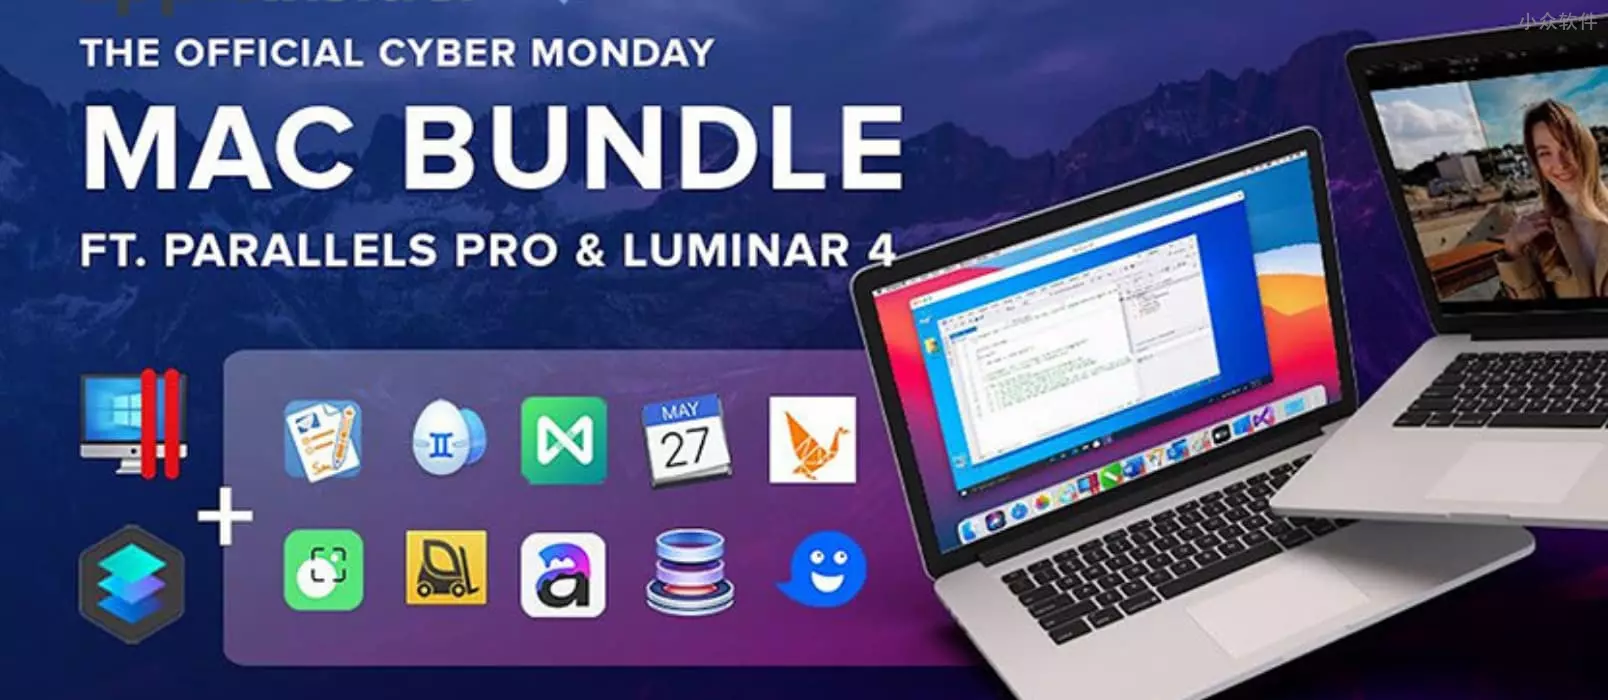 小众软件
THE OFFICIAL CYBER MONDAY
MAC BUNDLE
FT. PARALLELS PRO & LUMINAR 4
MAY
27
a